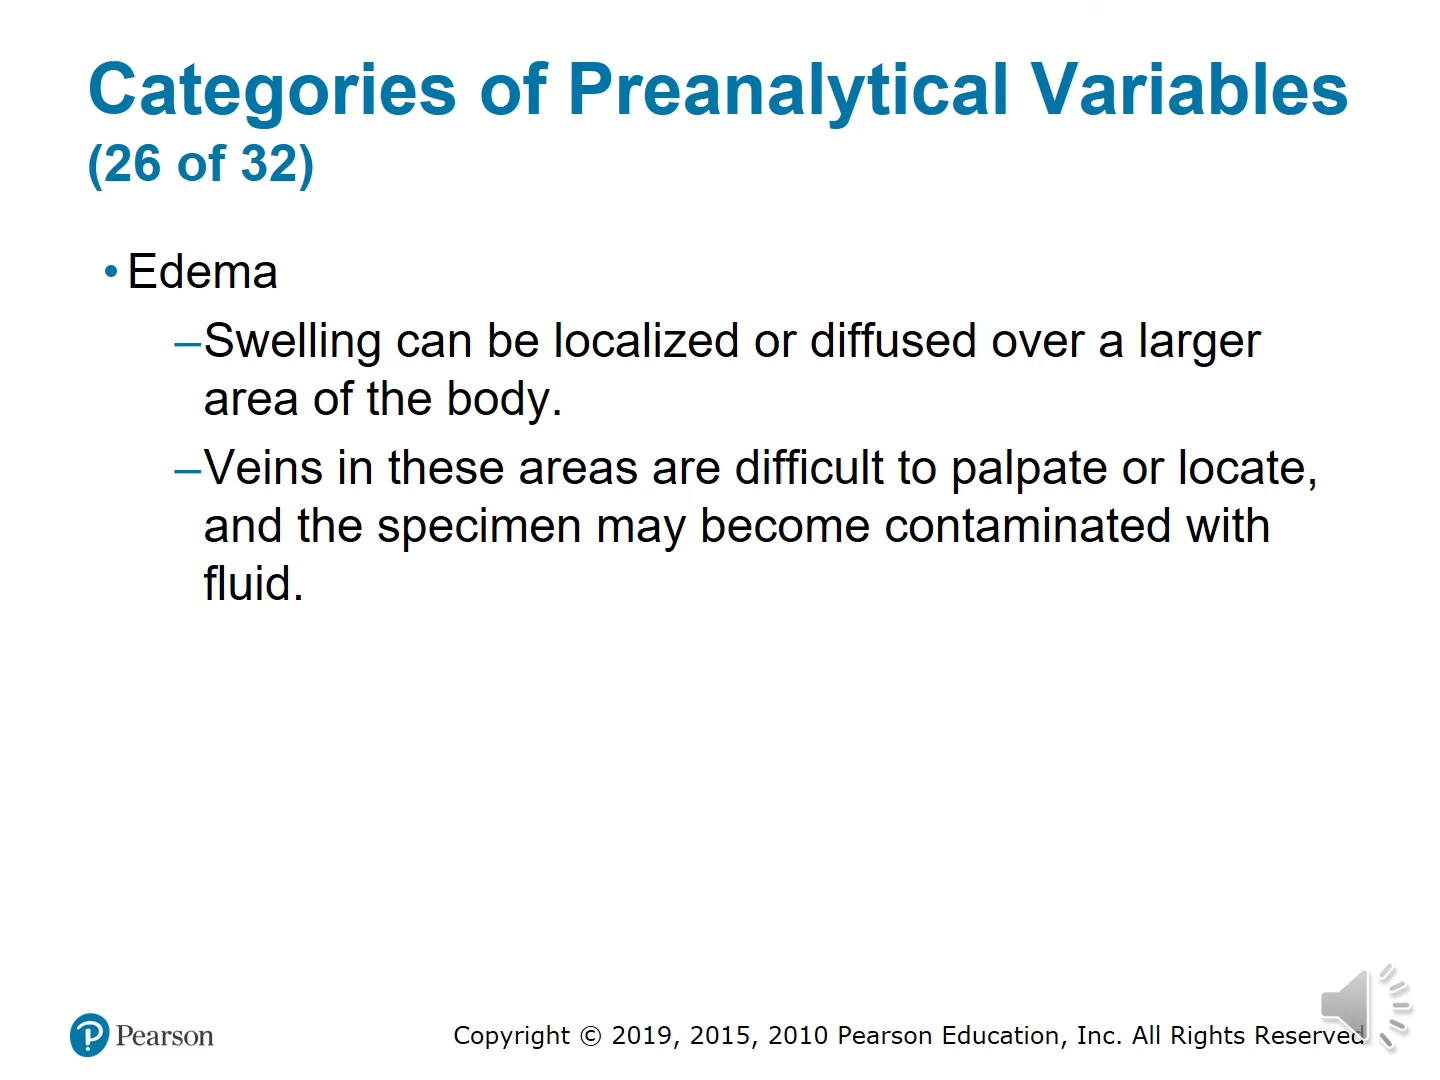 Categories of Preanalytical Variables
(26 of 32)
• Edema
–Swelling can be localized or diffused over a larger
area of the body.
–Veins in these areas are difficult to palpate or locate,
and the specimen may become contaminated with
fluid.
Pearson
Copyright © 2019, 2015, 2010 Pearson Education, Inc. All Rights Reserved